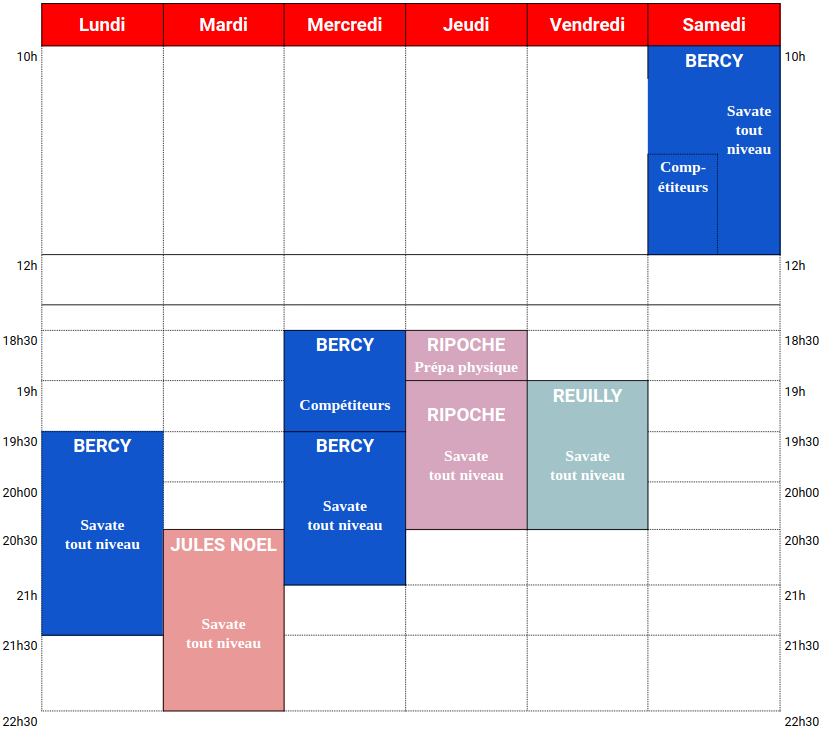 Lundi
Mardi
Mercredi
Jeudi
Vendredi
Samedi
10h
10h
BERCY
Savate
tout
niveau
Comp-
étiteurs
12h
12h
18h30
18h30
BERCY
Compétiteurs
RIPOCHE
Prépa physique
19h
19h
RIPOCHE
Savate
tout niveau
REUILLY
Savate
tout niveau
19h30
19h30
BERCY
Savate
tout niveau
BERCY
Savate
tout niveau
20h00
20h00
20h30
20h30
JULES NOEL
Savate
tout niveau
21h
21h
21h30
21h30
22h30
22h30